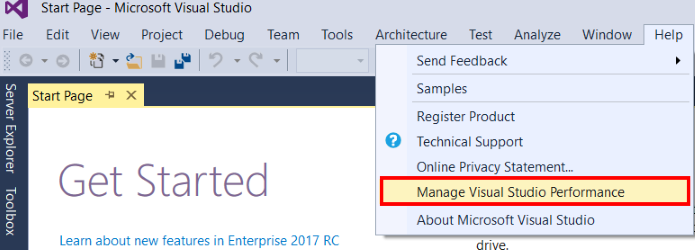 Start Page - Microsoft Visual Studio
File Edit View Project Debug Team Tools Architecture Test Analyze Window Help
Send Feedback
Samples
Register Product
Technical Support
Online Privacy Statement...
Manage Visual Studio Performance
About Microsoft Visual Studio
Server Explorer
Toolbox
Start Page
Get Started
Learn about new features in Enterprise 2017 RC
drive.